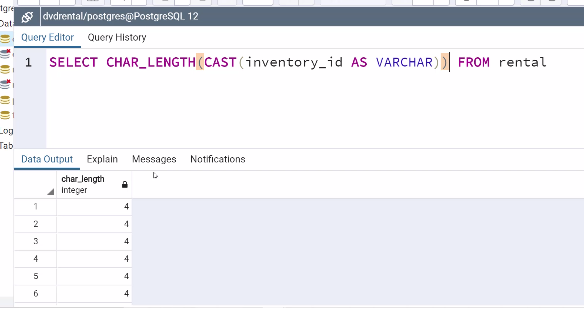 dvdrental/postgres@PostgreSQL 12
Query Editor Query History
1 SELECT CHAR_LENGTH(CAST(inventory_id AS VARCHAR)) FROM rental
Data Output Explain Messages Notifications
char_length
integer
1 4
2 4
3 4
4 4
5 4
6 4